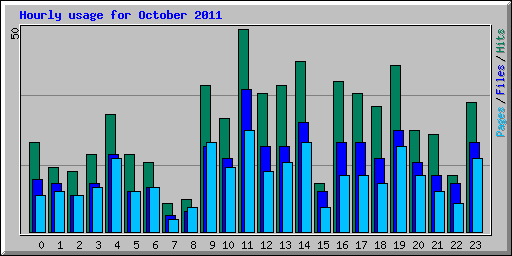 Hourly usage for October 2011
50
Pages/Files/Hits
0 1 2 3 4 5 6 7 8 9 10 11 12 13 14 15 16 17 18 19 20 21 22 23